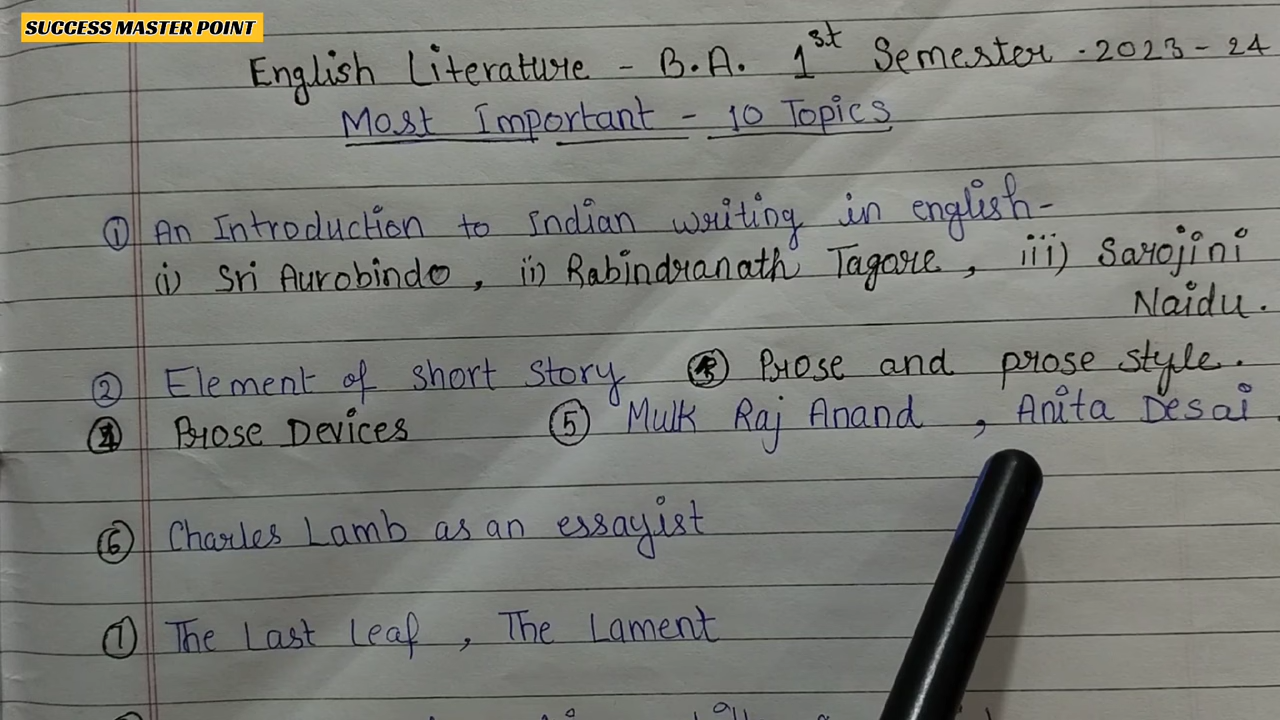 SUCCESS MASTER POINT
English Literature - B.A. 1st Semester - 2023-24
Most Important - 10 Topics
① An Introduction to Indian writing in english-
(i) Sri Aurobindo, ii) Rabindranath Tagore, iii) Sarojini
Naidu.
② Element of short story ③ Prose and prose style.
④ Prose Devices ⑤ Mulk Raj Anand, Anita Desai
⑥ Charles Lamb as an essayist
⑦ The Last Leaf, The Lament